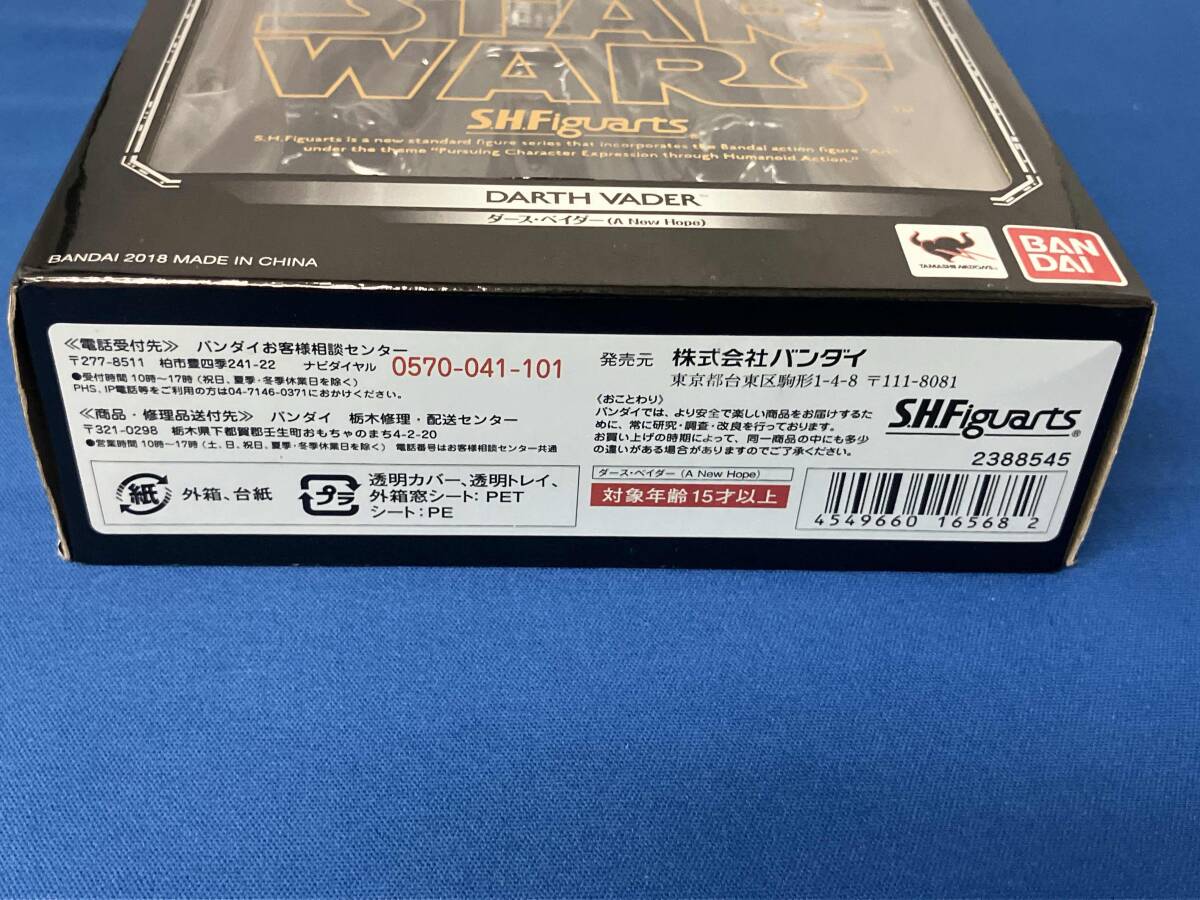 STAR
WARS™
S.H.Figuarts®
S.H.Figuarts is a new standard figure series that incorporates the Bandai action figure "Art"
under the theme "Pursuing Character Expression through Humanoid Action."
DARTH VADER™
ダース・ベイダー(A New Hope)
BANDAI 2018 MADE IN CHINA
TAMASHII NATIONS
BAN
DAI
≪電話受付先≫ バンダイお客様相談センター
〒277-8511 柏市豊四季241-22 ナビダイヤル 0570-041-101
●受付時間 10時〜17時(祝日、夏季・冬季休業日を除く)
PHS、IP電話等をご利用の方は04-7146-0371におかけください。
≪商品・修理品送付先≫ バンダイ 栃木修理・配送センター
〒321-0298 栃木県下都賀郡壬生町おもちゃのまち4-2-20
●営業時間 10時〜17時(土、日、祝日、夏季・冬季休業日を除く) 電話番号はお客様相談センター共通
紙 外箱、台紙
プラ 透明カバー、透明トレイ、
外箱窓シート:PET
シート:PE
発売元 株式会社バンダイ
東京都台東区駒形1-4-8 〒111-8081
《おことわり》
バンダイでは、より安全で楽しい商品をお届けするた
めに、常に研究・調査・改良を行っております。
お買い上げの時期によって、同一商品の中にも多少
の違いがある場合がありますのでご了承ください。
S.H.Figuarts®
2388545
ダース・ベイダー(A New Hope)
対象年齢15才以上
4549660 165682